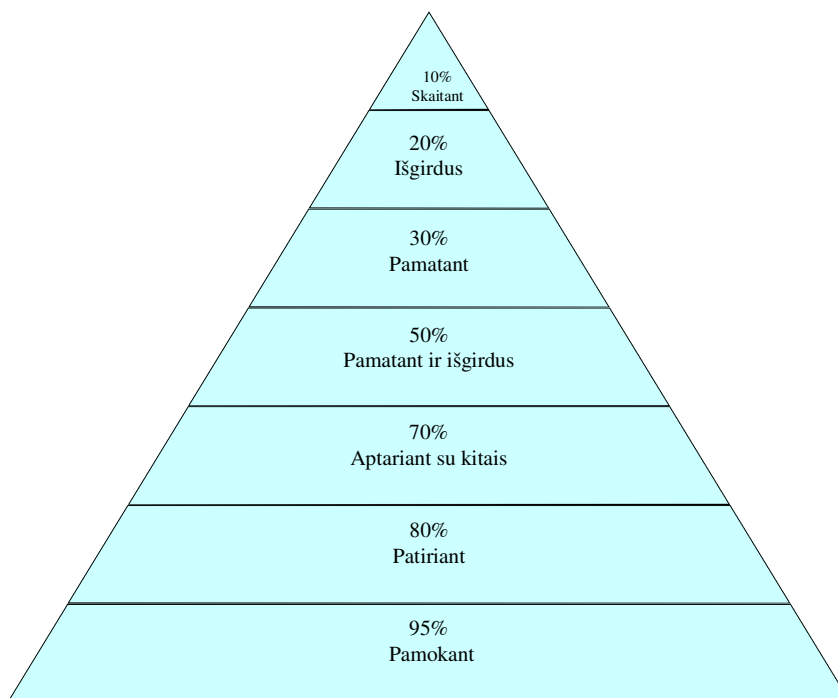 10%
Skaitant
20%
Išgirdus
30%
Pamatant
50%
Pamatant ir išgirdus
70%
Aptariant su kitais
80%
Patiriant
95%
Pamokant